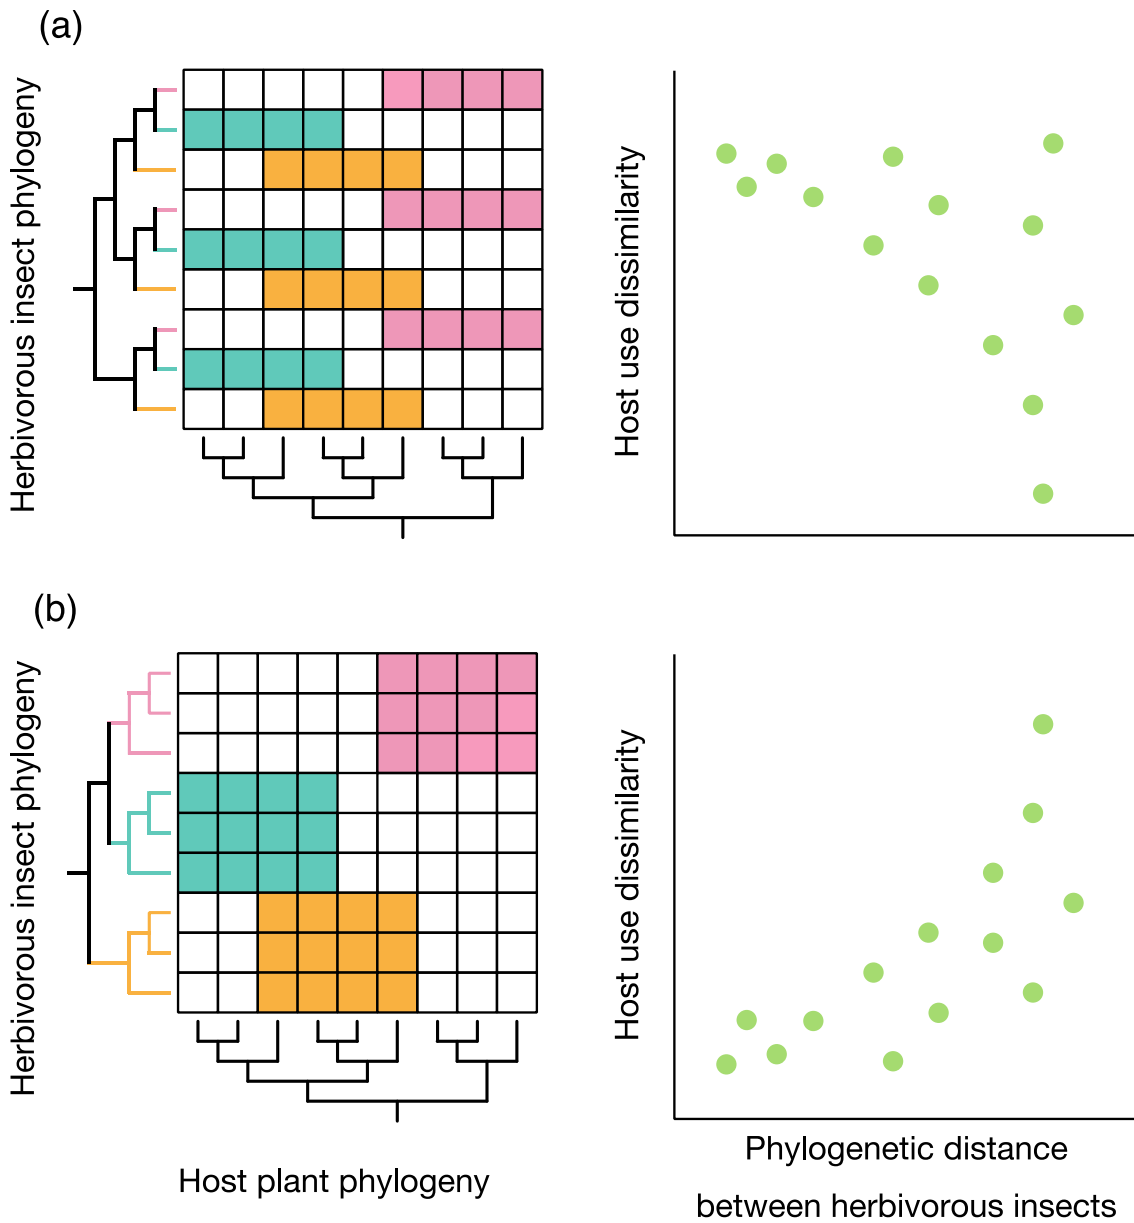 (a)
Herbivorous insect phylogeny
Host use dissimilarity
(b)
Herbivorous insect phylogeny
Host use dissimilarity
Host plant phylogeny
Phylogenetic distance
between herbivorous insects